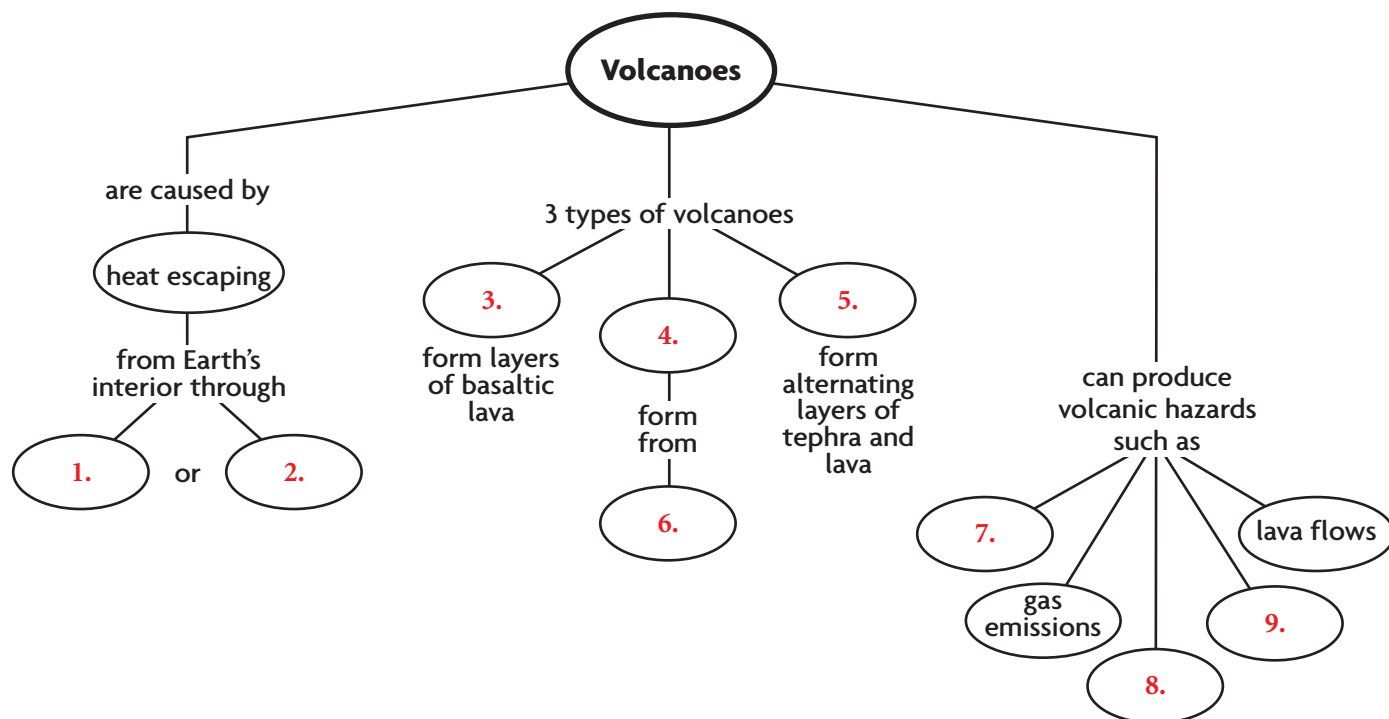 Volcanoes
are caused by
heat escaping
from Earth's
interior through
1.
or
2.
3 types of volcanoes
3.
form layers
of basaltic
lava
4.
form
from
6.
5.
form
alternating
layers of
tephra and
lava
can produce
volcanic hazards
such as
7.
gas
emissions
8.
9.
lava flows